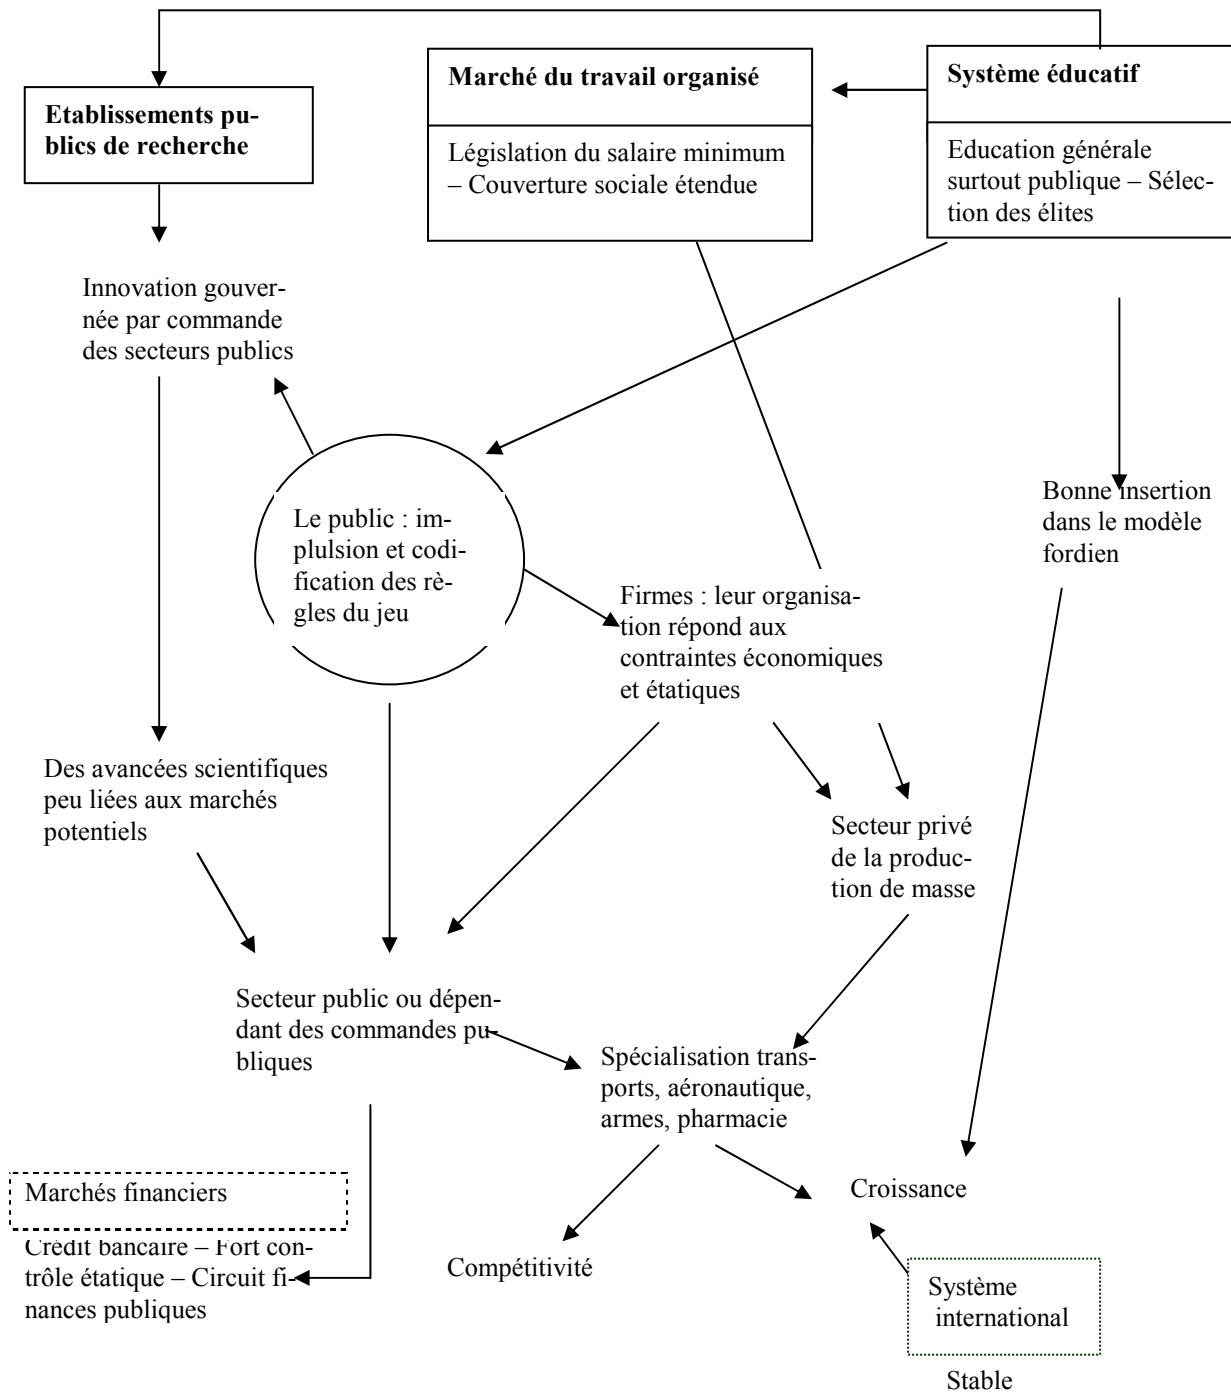 Etablissements pu-
blics de recherche
Marché du travail organisé
Législation du salaire minimum
– Couverture sociale étendue
Système éducatif
Education générale
surtout publique – Sélec-
tion des élites
Innovation gouver-
née par commande
des secteurs publics
Le public : im-
plulsion et codi-
fication des rè-
gles du jeu
Bonne insertion
dans le modèle
fordien
Firmes : leur organisa-
tion répond aux
contraintes économiques
et étatiques
Des avancées scientifiques
peu liées aux marchés
potentiels
Secteur privé
de la produc-
tion de masse
Secteur public ou dépen-
dant des commandes pu-
bliques
Spécialisation trans-
ports, aéronautique,
armes, pharmacie
Marchés financiers
Crédit bancaire – Fort con-
trôle étatique – Circuit fi-
nances publiques
Croissance
Compétitivité
Système
international
Stable